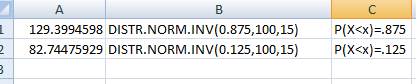 A B C
1 129.3994598 DISTR.NORM.INV(0.875,100,15) P(X<x)=.875
2 82.74475929 DISTR.NORM.INV(0.125,100,15) P(X<x)=.125
3